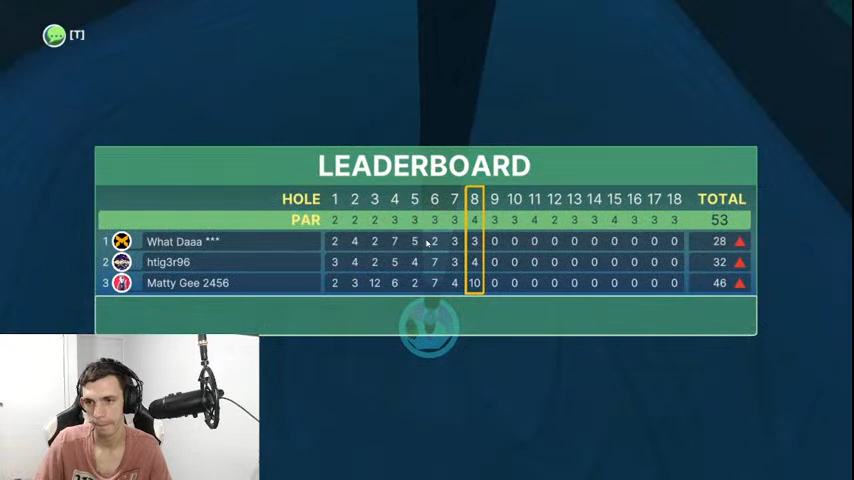 [T]
LEADERBOARD
HOLE 1 2 3 4 5 6 7 8 9 10 11 12 13 14 15 16 17 18 TOTAL
PAR 2 2 2 3 3 3 3 4 3 3 4 2 3 3 4 3 3 3 53
1 What Daaa *** 2 4 2 7 5 2 3 3 0 0 0 0 0 0 0 0 0 0 28
2 htig3r96 3 4 2 5 4 7 3 4 0 0 0 0 0 0 0 0 0 0 32
3 Matty Gee 2456 2 3 12 6 2 7 4 10 0 0 0 0 0 0 0 0 0 0 46